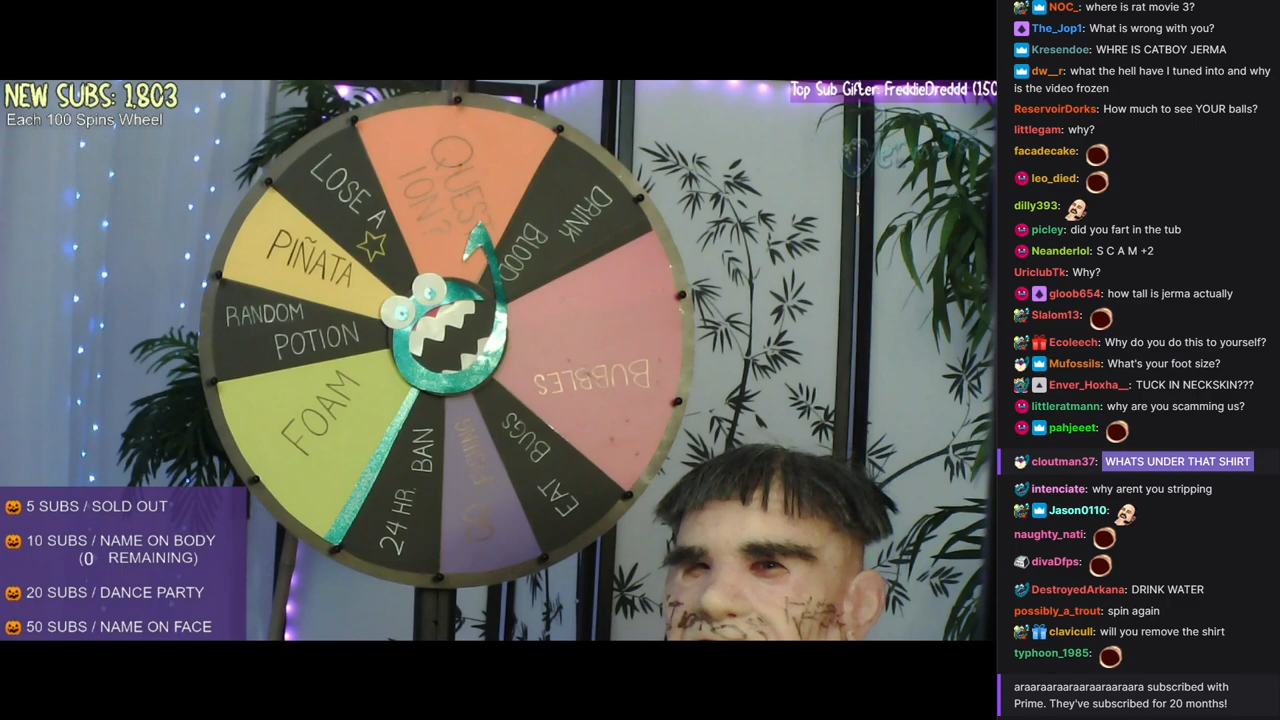 NEW SUBS: 1,803
Each 100 Spins Wheel
Top Sub Gifter: FreddieDreddd (150
QUEST
ION?
DRINK
BLOOD
BUBBLES
EAT
BUGS
GO
FISHING
24 HR. BAN
FOAM
RANDOM
POTION
PIÑATA
LOSE A
5 SUBS / SOLD OUT
10 SUBS / NAME ON BODY
(0 REMAINING)
20 SUBS / DANCE PARTY
50 SUBS / NAME ON FACE
NOC_: where is rat movie 3?
The_Jop1: What is wrong with you?
Kresendoe: WHRE IS CATBOY JERMA
dw__r: what the hell have I tuned into and why
is the video frozen
ReservoirDorks: How much to see YOUR balls?
littlegam: why?
facadecake:
leo_died:
dilly393:
picley: did you fart in the tub
Neanderlol: S C A M +2
UriclubTk: Why?
gloob654: how tall is jerma actually
Slalom13:
Ecoleech: Why do you do this to yourself?
Mufossils: What's your foot size?
Enver_Hoxha__: TUCK IN NECKSKIN???
littleratmann: why are you scamming us?
pahjeeet:
cloutman37: WHATS UNDER THAT SHIRT
intenciate: why arent you stripping
Jason0110:
naughty_nati:
divaDfps:
DestroyedArkana: DRINK WATER
possibly_a_trout: spin again
clavicull: will you remove the shirt
typhoon_1985:
araaraaraaraaraaraaraara subscribed with
Prime. They've subscribed for 20 months!